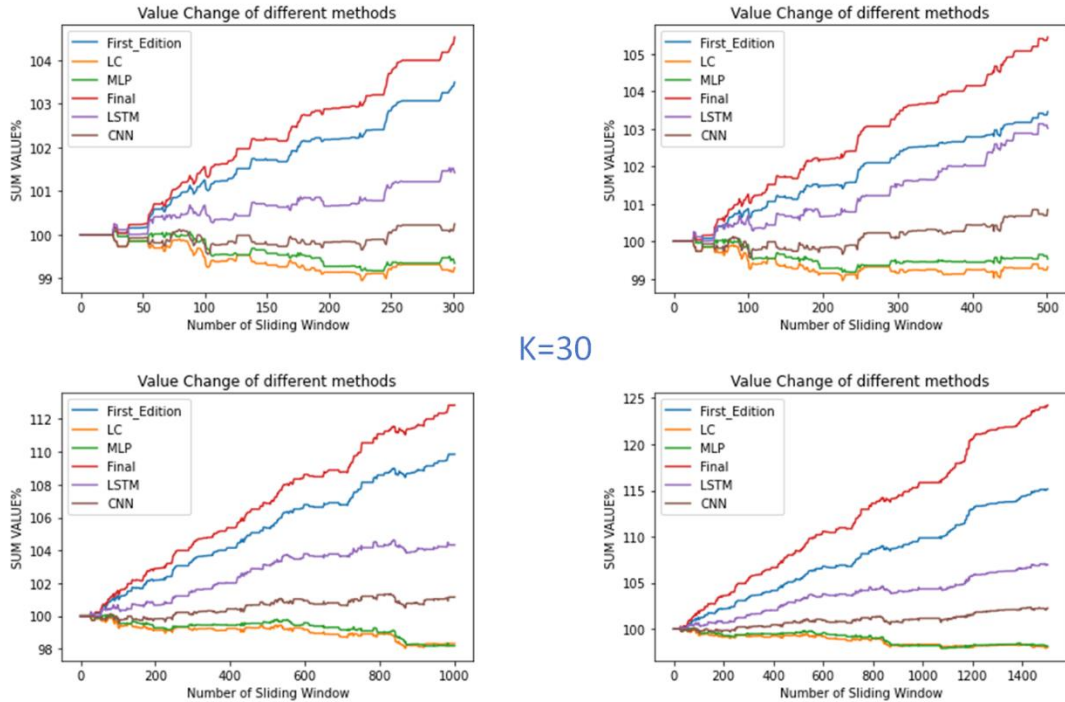 Value Change of different methods
First_Edition
LC
MLP
Final
LSTM
CNN
SUM VALUE%
104
103
102
101
100
99
0 50 100 150 200 250 300
Number of Sliding Window
Value Change of different methods
First_Edition
LC
MLP
Final
LSTM
CNN
SUM VALUE%
105
104
103
102
101
100
99
0 100 200 300 400 500
Number of Sliding Window
K=30
Value Change of different methods
First_Edition
LC
MLP
Final
LSTM
CNN
SUM VALUE%
112
110
108
106
104
102
100
98
0 200 400 600 800 1000
Number of Sliding Window
Value Change of different methods
First_Edition
LC
MLP
Final
LSTM
CNN
SUM VALUE%
125
120
115
110
105
100
0 200 400 600 800 1000 1200 1400
Number of Sliding Window